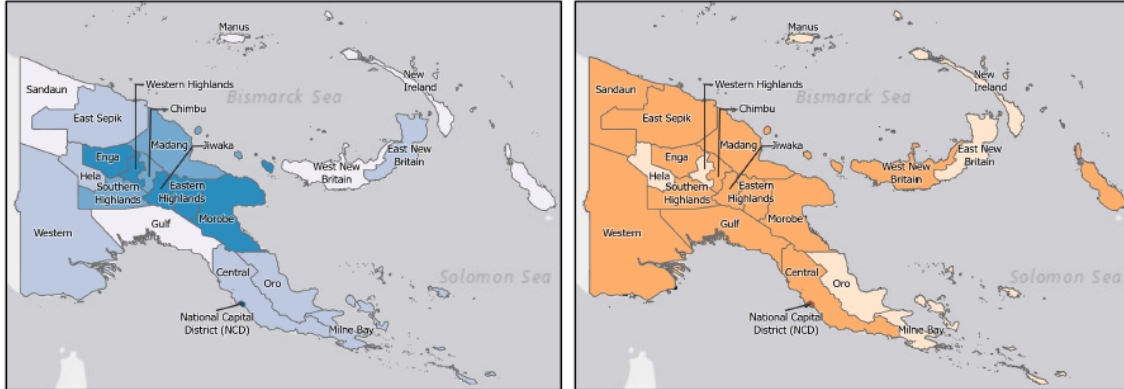 Manus
New
Ireland
Western Highlands
Sandaun
Bismarck Sea
Chimbu
East Sepik
Madang
Jiwaka
East New
Britain
Enga
West New
Britain
Hela
Southern
Highlands
Eastern
Highlands
Morobe
Western
Gulf
Central
Oro
Solomon Sea
National Capital
District (NCD)
Milne Bay
Manus
New
Ireland
Western Highlands
Sandaun
Bismarck Sea
Chimbu
East Sepik
Madang
Jiwaka
East New
Britain
Enga
West New
Britain
Hela
Southern
Highlands
Eastern
Highlands
Morobe
Western
Gulf
Central
Oro
Solomon Sea
National Capital
District (NCD)
Milne Bay